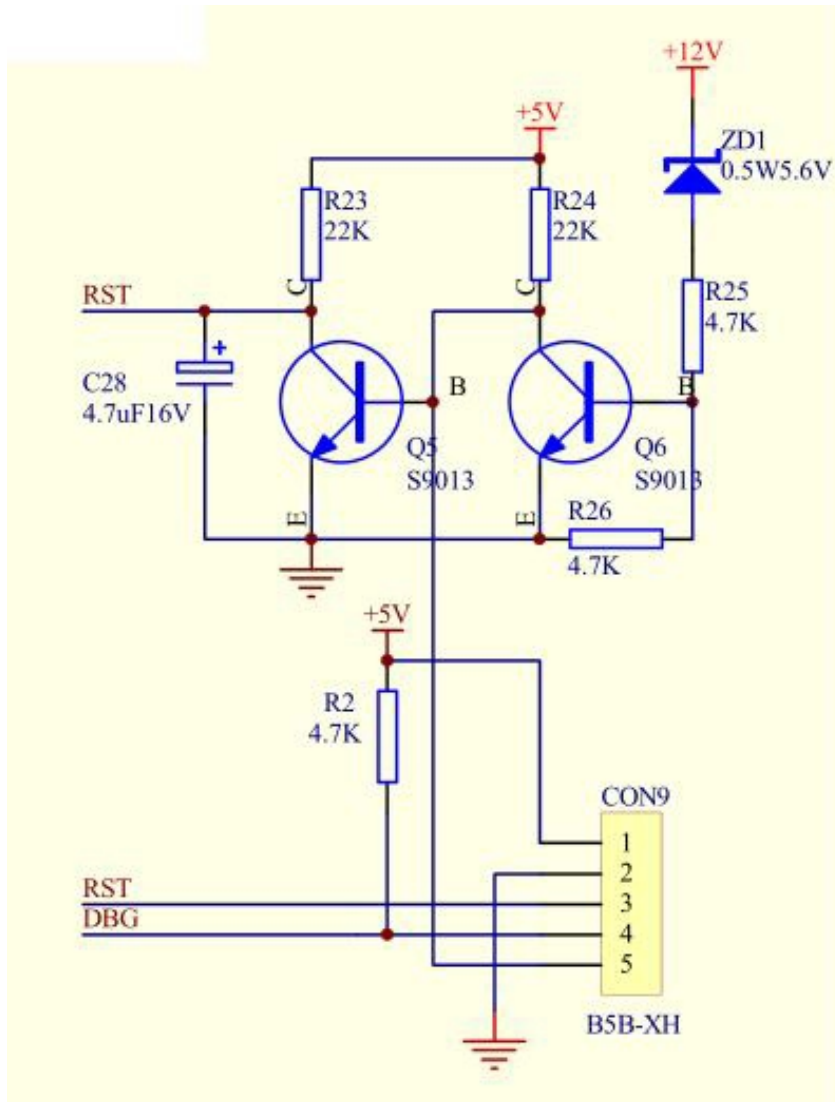 +12V
+5V
ZD1
0.5W5.6V
R23
22K
R24
22K
C
C
RST
R25
4.7K
+
C28
4.7uF16V
B
B
Q5
S9013
Q6
S9013
E
E
R26
4.7K
+5V
R2
4.7K
CON9
1
2
RST
3
DBG
4
5
B5B-XH